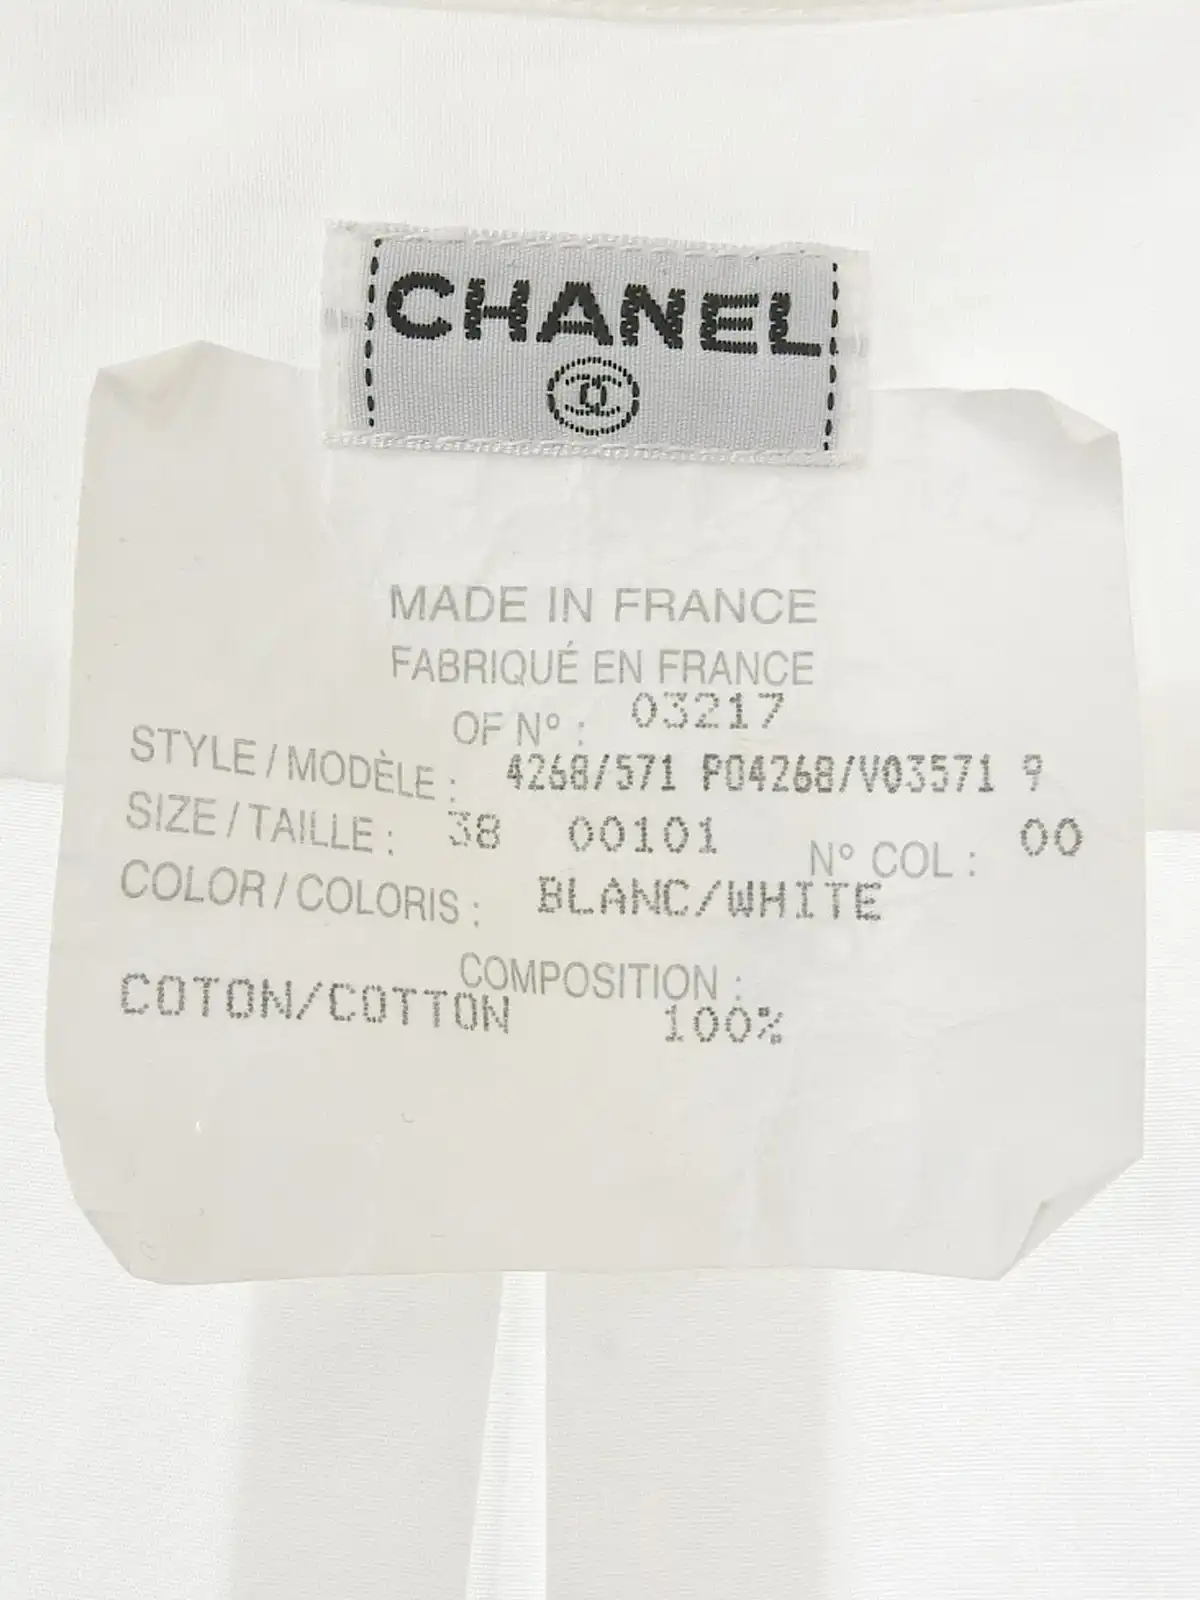 CHANEL
MADE IN FRANCE
FABRIQUÉ EN FRANCE
OF N° : 03217
STYLE / MODÈLE : 4268/571 P04268/V03571 9
SIZE / TAILLE : 38 00101 N° COL : 00
COLOR / COLORIS : BLANC/WHITE
COMPOSITION :
COTON/COTTON 100%